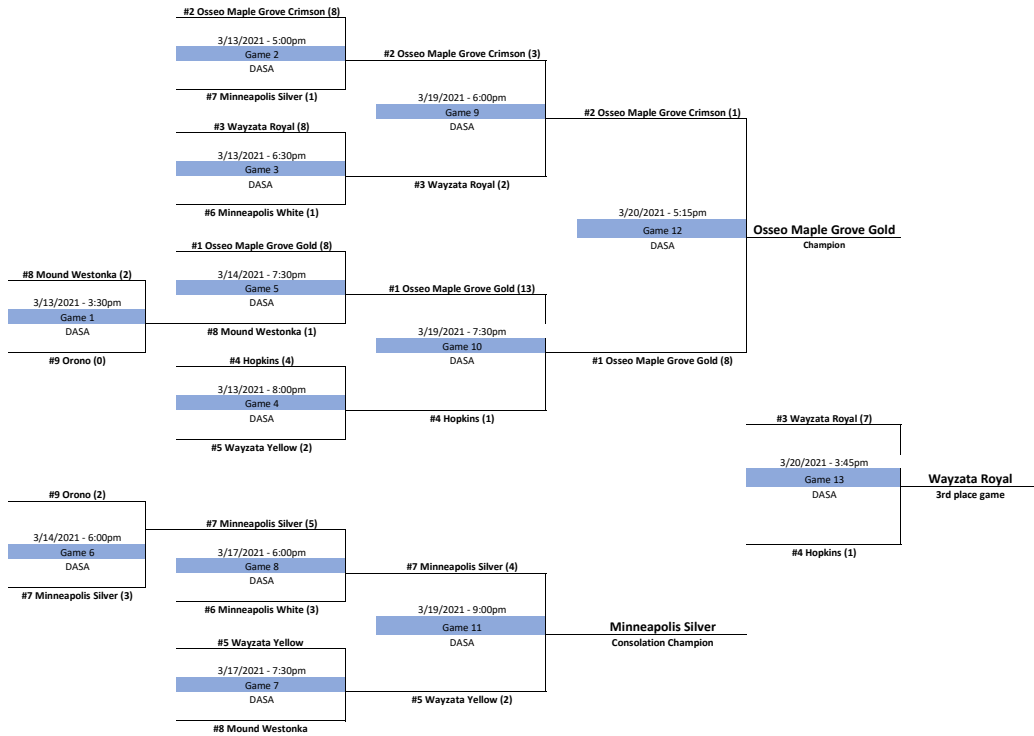 #2 Osseo Maple Grove Crimson (8)
3/13/2021 - 5:00pm
Game 2
DASA
#7 Minneapolis Silver (1)
#2 Osseo Maple Grove Crimson (3)
3/19/2021 - 6:00pm
Game 9
DASA
#3 Wayzata Royal (2)
#3 Wayzata Royal (8)
3/13/2021 - 6:30pm
Game 3
DASA
#6 Minneapolis White (1)
#2 Osseo Maple Grove Crimson (1)
3/20/2021 - 5:15pm
Game 12
DASA
#1 Osseo Maple Grove Gold (8)
Osseo Maple Grove Gold
Champion
#8 Mound Westonka (2)
3/13/2021 - 3:30pm
Game 1
DASA
#9 Orono (0)
#1 Osseo Maple Grove Gold (8)
3/14/2021 - 7:30pm
Game 5
DASA
#8 Mound Westonka (1)
#1 Osseo Maple Grove Gold (13)
3/19/2021 - 7:30pm
Game 10
DASA
#4 Hopkins (1)
#4 Hopkins (4)
3/13/2021 - 8:00pm
Game 4
DASA
#5 Wayzata Yellow (2)
#3 Wayzata Royal (7)
3/20/2021 - 3:45pm
Game 13
DASA
#4 Hopkins (1)
Wayzata Royal
3rd place game
#9 Orono (2)
3/14/2021 - 6:00pm
Game 6
DASA
#7 Minneapolis Silver (3)
#7 Minneapolis Silver (5)
3/17/2021 - 6:00pm
Game 8
DASA
#6 Minneapolis White (3)
#7 Minneapolis Silver (4)
3/19/2021 - 9:00pm
Game 11
DASA
#5 Wayzata Yellow (2)
Minneapolis Silver
Consolation Champion
#5 Wayzata Yellow
3/17/2021 - 7:30pm
Game 7
DASA
#8 Mound Westonka